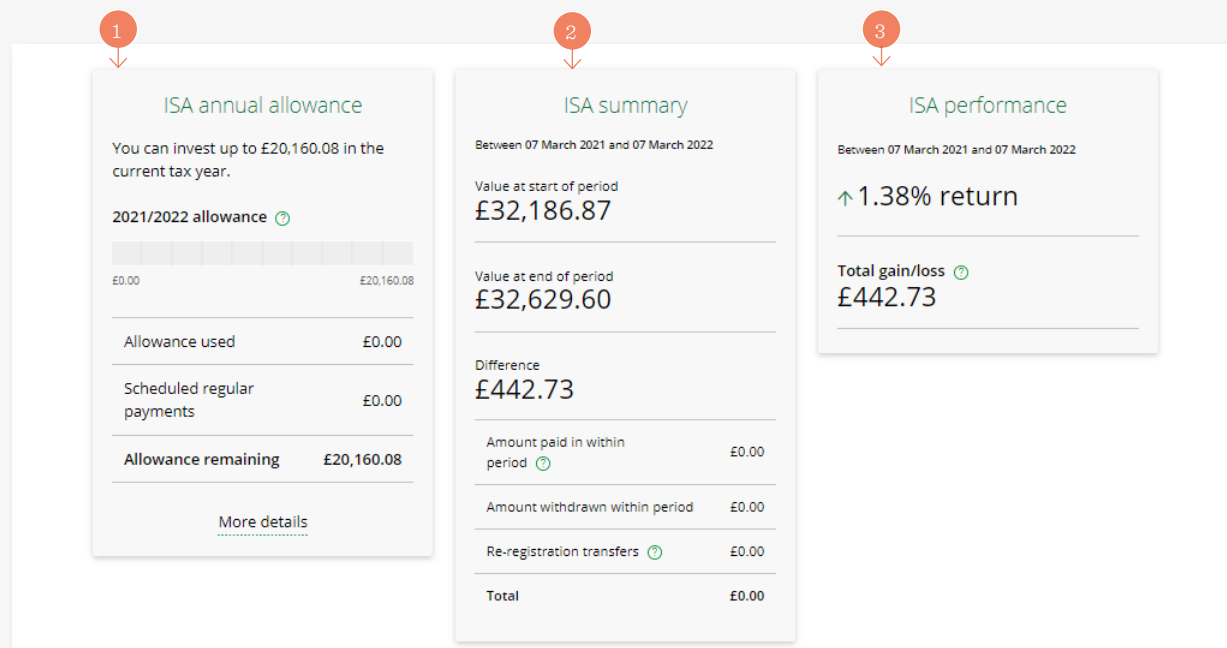 1
2
3
ISA annual allowance
You can invest up to £20,160.08 in the
current tax year.
2021/2022 allowance ?
£0.00 £20,160.08
Allowance used £0.00
Scheduled regular
payments £0.00
Allowance remaining £20,160.08
More details
ISA summary
Between 07 March 2021 and 07 March 2022
Value at start of period
£32,186.87
Value at end of period
£32,629.60
Difference
£442.73
Amount paid in within
period ? £0.00
Amount withdrawn within period £0.00
Re-registration transfers ? £0.00
Total £0.00
ISA performance
Between 07 March 2021 and 07 March 2022
↑ 1.38% return
Total gain/loss ?
£442.73